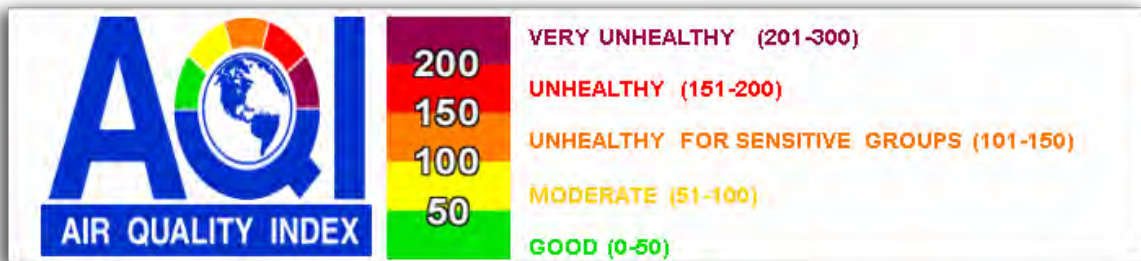 AQI
AIR QUALITY INDEX
200
150
100
50
VERY UNHEALTHY (201-300)
UNHEALTHY (151-200)
UNHEALTHY FOR SENSITIVE GROUPS (101-150)
MODERATE (51-100)
GOOD (0-50)